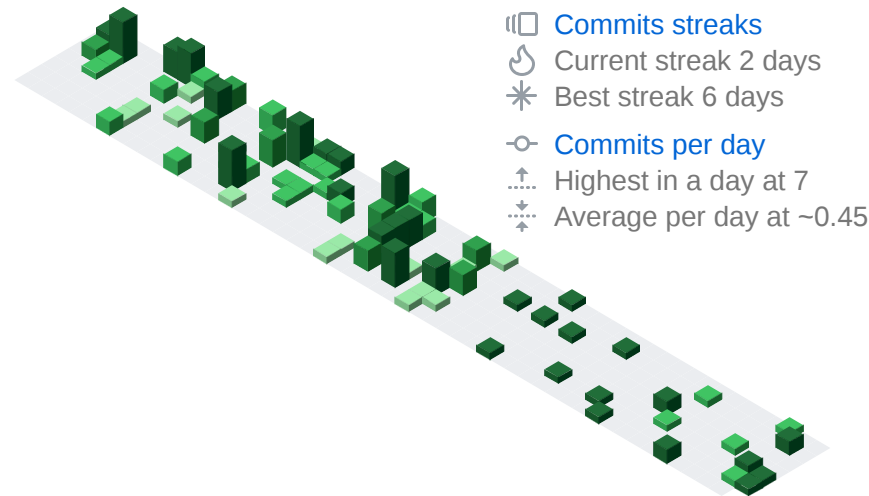 Commits streaks
Current streak 2 days
Best streak 6 days
Commits per day
Highest in a day at 7
Average per day at ~0.45